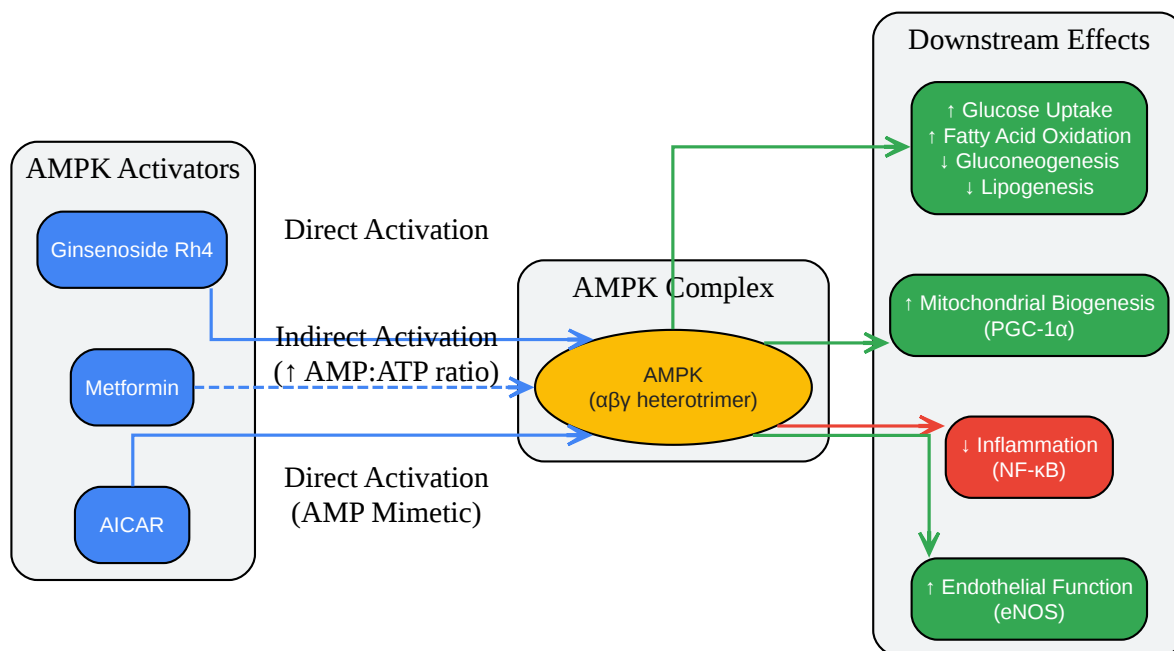 AMPK Activators
Ginsenoside Rh4
Metformin
AICAR
Direct Activation
Indirect Activation
(↑ AMP:ATP ratio)
Direct Activation
(AMP Mimetic)
AMPK Complex
AMPK
(αβγ heterotrimer)
Downstream Effects
↑ Glucose Uptake
↑ Fatty Acid Oxidation
↓ Gluconeogenesis
↓ Lipogenesis
↑ Mitochondrial Biogenesis
(PGC-1α)
↓ Inflammation
(NF-κB)
↑ Endothelial Function
(eNOS)